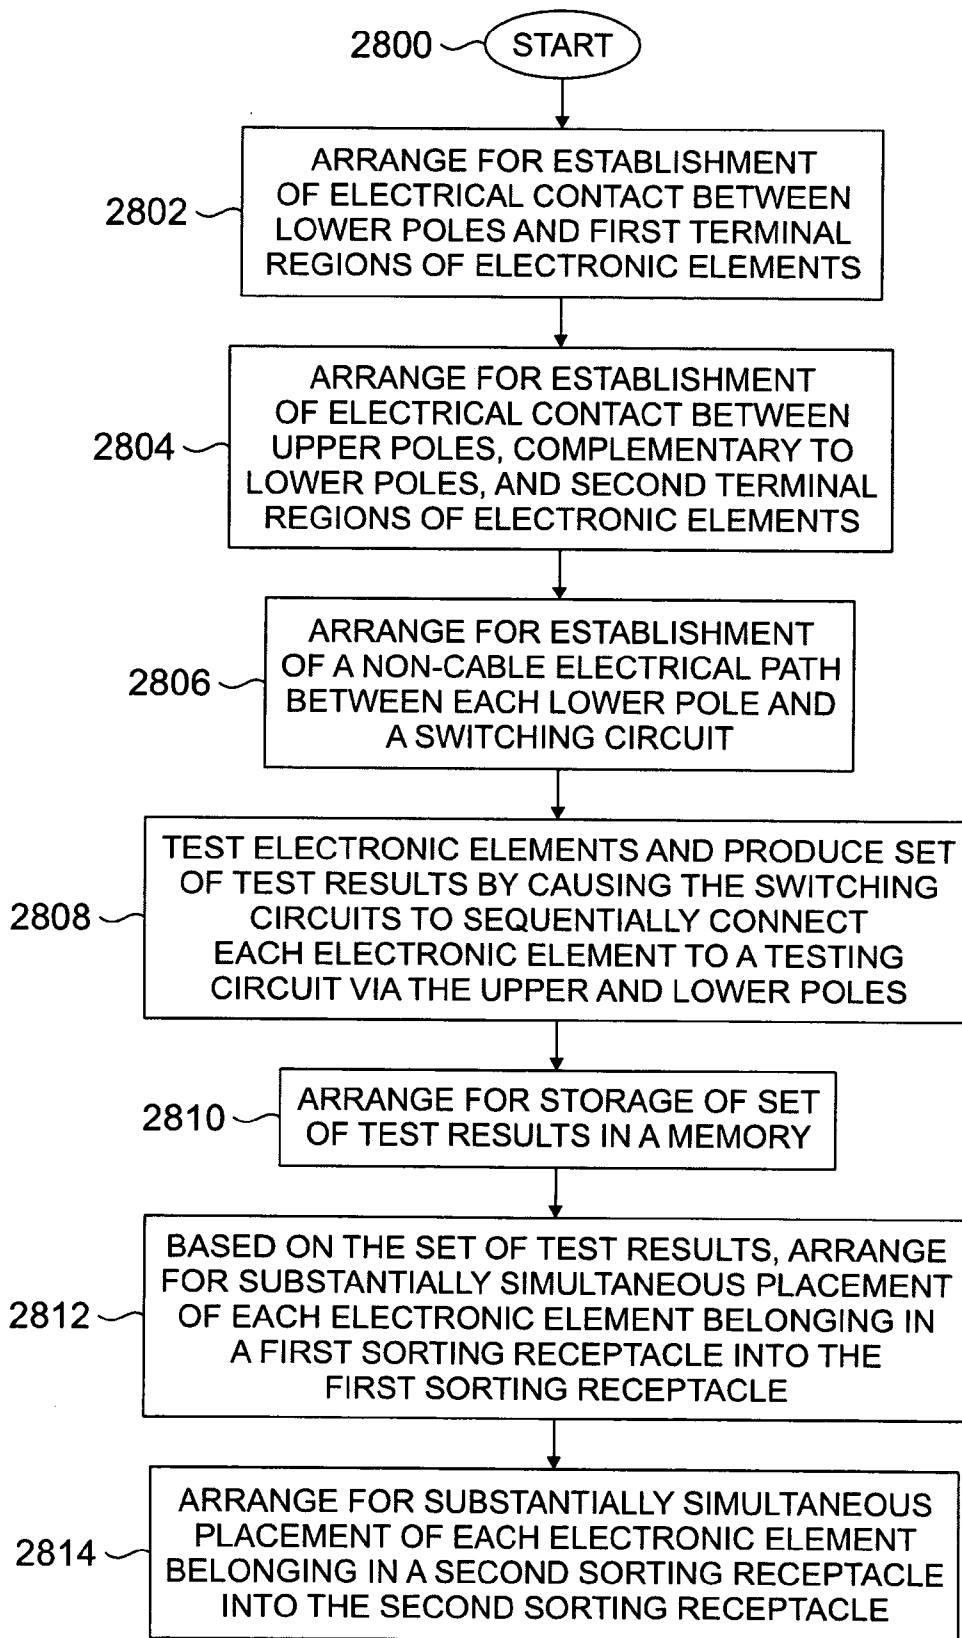 2800
START
2802
ARRANGE FOR ESTABLISHMENT
OF ELECTRICAL CONTACT BETWEEN
LOWER POLES AND FIRST TERMINAL
REGIONS OF ELECTRONIC ELEMENTS
2804
ARRANGE FOR ESTABLISHMENT
OF ELECTRICAL CONTACT BETWEEN
UPPER POLES, COMPLEMENTARY TO
LOWER POLES, AND SECOND TERMINAL
REGIONS OF ELECTRONIC ELEMENTS
2806
ARRANGE FOR ESTABLISHMENT
OF A NON-CABLE ELECTRICAL PATH
BETWEEN EACH LOWER POLE AND
A SWITCHING CIRCUIT
2808
TEST ELECTRONIC ELEMENTS AND PRODUCE SET
OF TEST RESULTS BY CAUSING THE SWITCHING
CIRCUITS TO SEQUENTIALLY CONNECT
EACH ELECTRONIC ELEMENT TO A TESTING
CIRCUIT VIA THE UPPER AND LOWER POLES
2810
ARRANGE FOR STORAGE OF SET
OF TEST RESULTS IN A MEMORY
2812
BASED ON THE SET OF TEST RESULTS, ARRANGE
FOR SUBSTANTIALLY SIMULTANEOUS PLACEMENT
OF EACH ELECTRONIC ELEMENT BELONGING IN
A FIRST SORTING RECEPTACLE INTO THE
FIRST SORTING RECEPTACLE
2814
ARRANGE FOR SUBSTANTIALLY SIMULTANEOUS
PLACEMENT OF EACH ELECTRONIC ELEMENT
BELONGING IN A SECOND SORTING RECEPTACLE
INTO THE SECOND SORTING RECEPTACLE